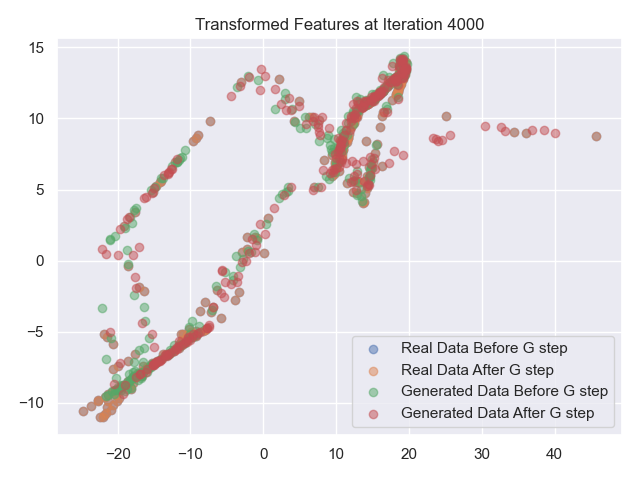 Transformed Features at Iteration 4000
15
10
5
0
−5
−10
Real Data Before G step
Real Data After G step
Generated Data Before G step
Generated Data After G step
−20 −10 0 10 20 30 40